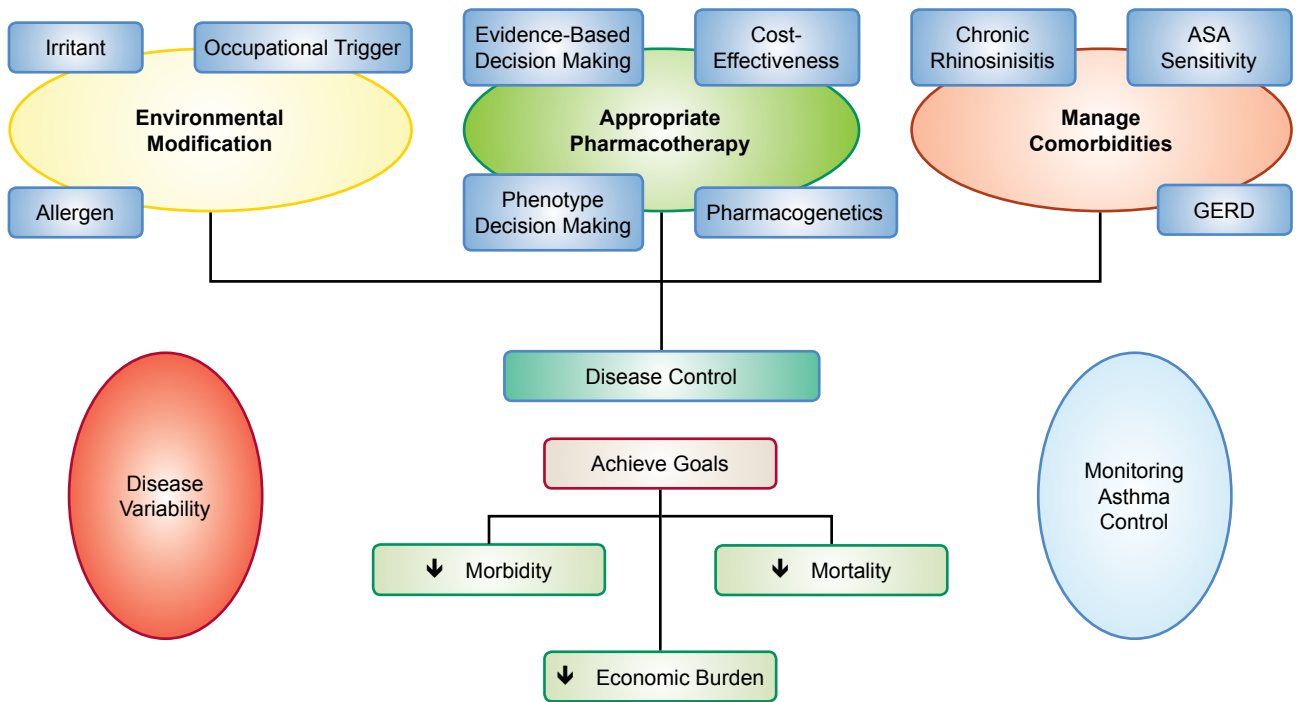 Irritant
Occupational Trigger
Environmental
Modification
Allergen
Evidence-Based
Decision Making
Cost-
Effectiveness
Appropriate
Pharmacotherapy
Phenotype
Decision Making
Pharmacogenetics
Chronic
Rhinosinisitis
ASA
Sensitivity
Manage
Comorbidities
GERD
Disease Control
Disease
Variability
Achieve Goals
↓ Morbidity
↓ Mortality
↓ Economic Burden
Monitoring
Asthma
Control